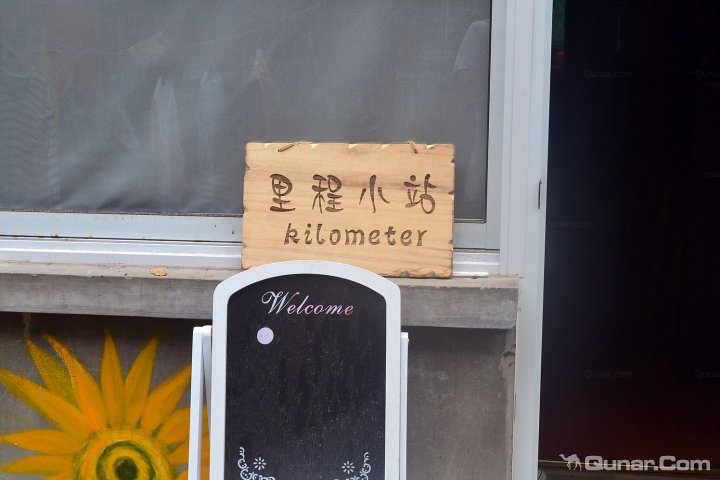 里程小站
kilometer
Welcome
Qunar.Com